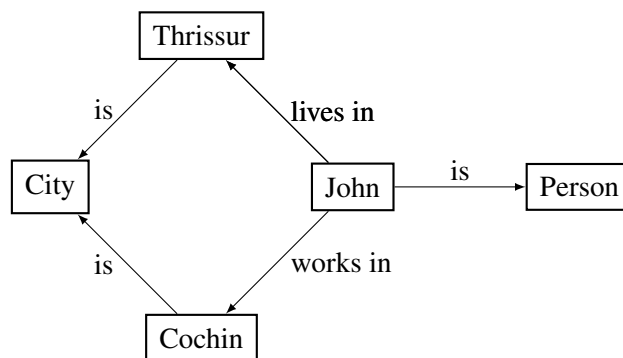 Thrissur
is
lives in
City
John
is
Person
is
works in
Cochin